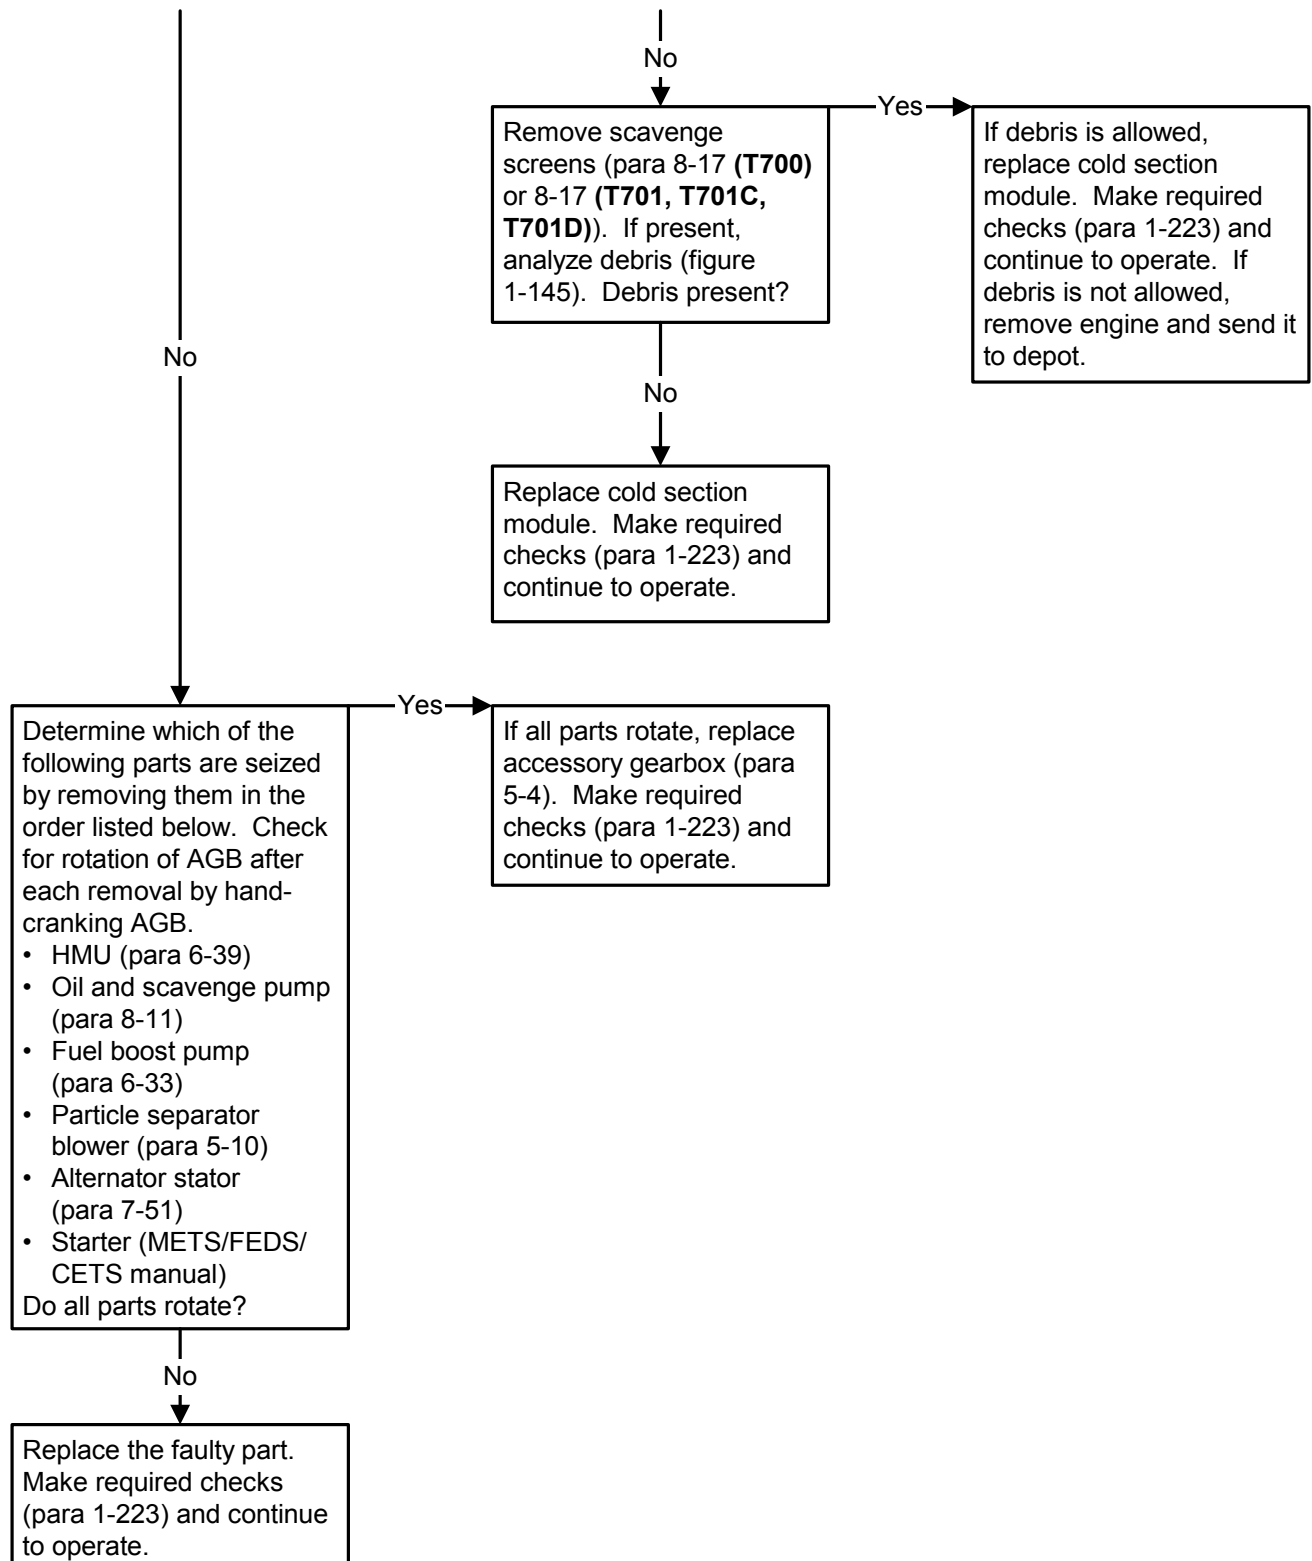 No
Remove scavenge
screens (para 8-17 (T700)
or 8-17 (T701, T701C,
T701D)).  If present,
analyze debris (figure
1-145).  Debris present?
Yes
If debris is allowed,
replace cold section
module.  Make required
checks (para 1-223) and
continue to operate.  If
debris is not allowed,
remove engine and send it
to depot.
No
No
Replace cold section
module.  Make required
checks (para 1-223) and
continue to operate.
Determine which of the
following parts are seized
by removing them in the
order listed below.  Check
for rotation of AGB after
each removal by hand-
cranking AGB.
• HMU (para 6-39)
• Oil and scavenge pump
(para 8-11)
• Fuel boost pump
(para 6-33)
• Particle separator
blower (para 5-10)
• Alternator stator
(para 7-51)
• Starter (METS/FEDS/
CETS manual)
Do all parts rotate?
Yes
If all parts rotate, replace
accessory gearbox (para
5-4).  Make required
checks (para 1-223) and
continue to operate.
No
Replace the faulty part.
Make required checks
(para 1-223) and continue
to operate.